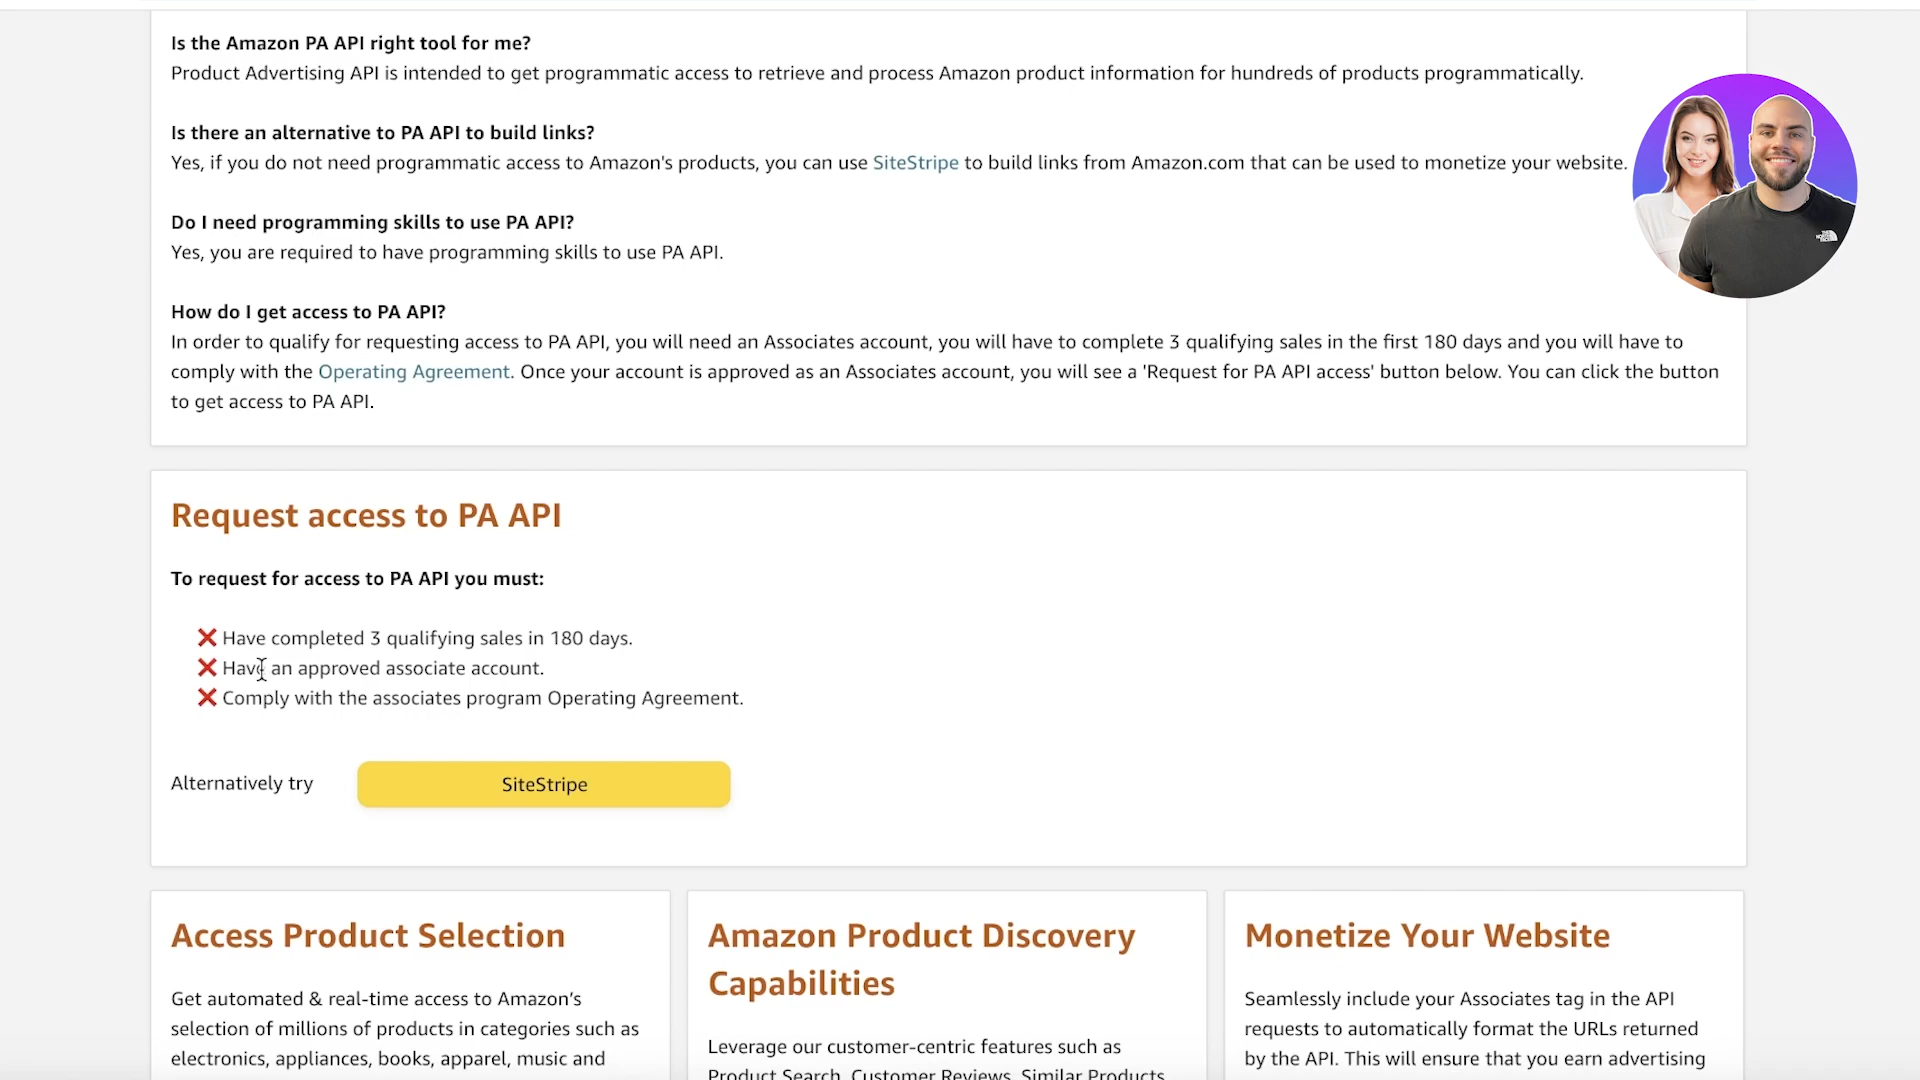 Is the Amazon PA API right tool for me?
Product Advertising API is intended to get programmatic access to retrieve and process Amazon product information for hundreds of products programmatically.
Is there an alternative to PA API to build links?
Yes, if you do not need programmatic access to Amazon's products, you can use SiteStripe to build links from Amazon.com that can be used to monetize your website.
Do I need programming skills to use PA API?
Yes, you are required to have programming skills to use PA API.
THE NORTH FACE
How do I get access to PA API?
In order to qualify for requesting access to PA API, you will need an Associates account, you will have to complete 3 qualifying sales in the first 180 days and you will have to
comply with the Operating Agreement. Once your account is approved as an Associates account, you will see a 'Request for PA API access' button below. You can click the button
to get access to PA API.
Request access to PA API
To request for access to PA API you must:
❌ Have completed 3 qualifying sales in 180 days.
❌ Have an approved associate account.
❌ Comply with the associates program Operating Agreement.
Alternatively try SiteStripe
Access Product Selection
Get automated & real-time access to Amazon's
selection of millions of products in categories such as
electronics, appliances, books, apparel, music and
Amazon Product Discovery
Capabilities
Leverage our customer-centric features such as
Product Search, Customer Reviews, Similar Products
Monetize Your Website
Seamlessly include your Associates tag in the API
requests to automatically format the URLs returned
by the API. This will ensure that you earn advertising